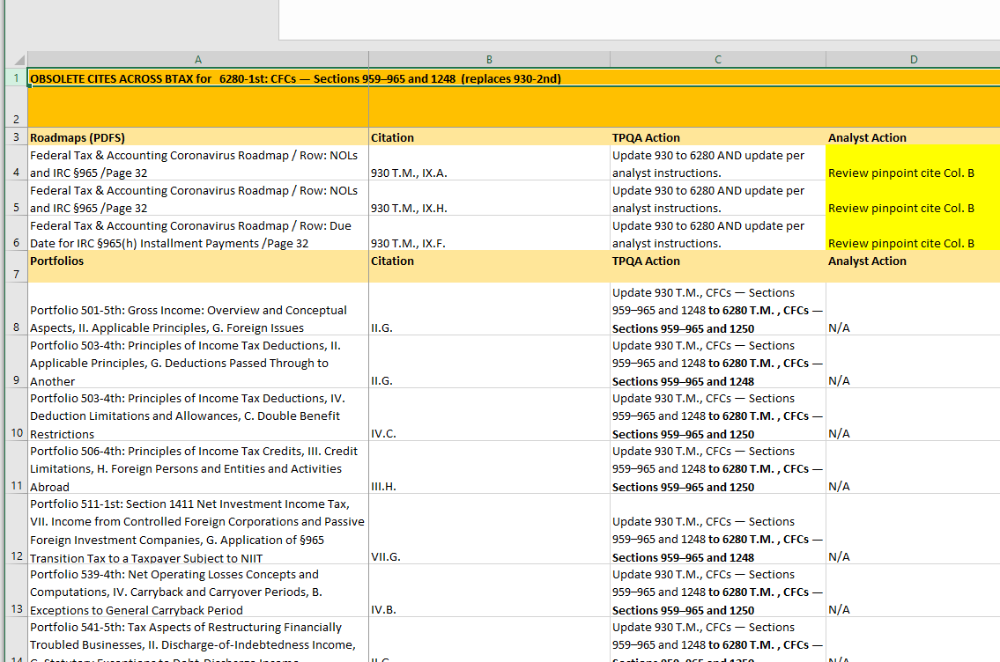 A B C D
1 OBSOLETE CITES ACROSS BTAX for 6280-1st: CFCs — Sections 959–965 and 1248 (replaces 930-2nd)
2
3 Roadmaps (PDFS) Citation TPQA Action Analyst Action
Federal Tax & Accounting Coronavirus Roadmap / Row: NOLs Update 930 to 6280 AND update per
4 and IRC §965 /Page 32 930 T.M., IX.A. analyst instructions. Review pinpoint cite Col. B
Federal Tax & Accounting Coronavirus Roadmap / Row: NOLs Update 930 to 6280 AND update per
5 and IRC §965 /Page 32 930 T.M., IX.H. analyst instructions. Review pinpoint cite Col. B
Federal Tax & Accounting Coronavirus Roadmap / Row: Due Update 930 to 6280 AND update per
6 Date for IRC §965(h) Installment Payments /Page 32 930 T.M., IX.F. analyst instructions. Review pinpoint cite Col. B
Portfolios Citation TPQA Action Analyst Action
7
Update 930 T.M., CFCs — Sections
Portfolio 501-5th: Gross Income: Overview and Conceptual 959–965 and 1248 to 6280 T.M. , CFCs —
8 Aspects, II. Applicable Principles, G. Foreign Issues II.G. Sections 959–965 and 1250 N/A
Portfolio 503-4th: Principles of Income Tax Deductions, II. Update 930 T.M., CFCs — Sections
Applicable Principles, G. Deductions Passed Through to 959–965 and 1248 to 6280 T.M. , CFCs —
9 Another II.G. Sections 959–965 and 1248 N/A
Portfolio 503-4th: Principles of Income Tax Deductions, IV. Update 930 T.M., CFCs — Sections
Deduction Limitations and Allowances, C. Double Benefit 959–965 and 1248 to 6280 T.M. , CFCs —
10 Restrictions IV.C. Sections 959–965 and 1250 N/A
Portfolio 506-4th: Principles of Income Tax Credits, III. Credit Update 930 T.M., CFCs — Sections
Limitations, H. Foreign Persons and Entities and Activities 959–965 and 1248 to 6280 T.M. , CFCs —
11 Abroad III.H. Sections 959–965 and 1250 N/A
Portfolio 511-1st: Section 1411 Net Investment Income Tax,
VII. Income from Controlled Foreign Corporations and Passive Update 930 T.M., CFCs — Sections
Foreign Investment Companies, G. Application of §965 959–965 and 1248 to 6280 T.M. , CFCs —
12 Transition Tax to a Taxpayer Subject to NIIT VII.G. Sections 959–965 and 1248 N/A
Portfolio 539-4th: Net Operating Losses Concepts and Update 930 T.M., CFCs — Sections
Computations, IV. Carryback and Carryover Periods, B. 959–965 and 1248 to 6280 T.M. , CFCs —
13 Exceptions to General Carryback Period IV.B. Sections 959–965 and 1250 N/A
Portfolio 541-5th: Tax Aspects of Restructuring Financially Update 930 T.M., CFCs — Sections
Troubled Businesses, II. Discharge-of-Indebtedness Income, 959–965 and 1248 to 6280 T.M. , CFCs —
14 Statutory Exceptions to Debt-Discharge Income N/A